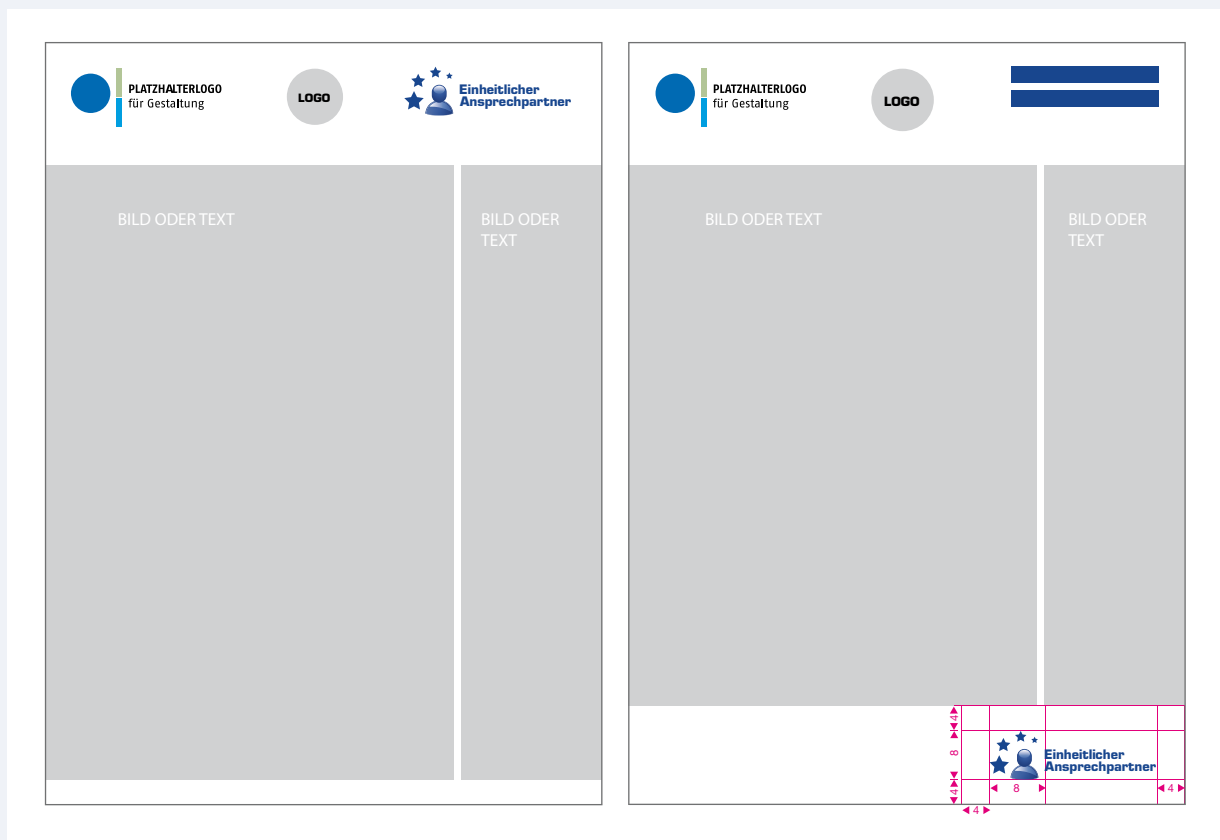 PLATZHALTERLOGO
für Gestaltung
LOGO
Einheitlicher
Ansprechpartner
BILD ODER TEXT
BILD ODER
TEXT
PLATZHALTERLOGO
für Gestaltung
LOGO
BILD ODER TEXT
BILD ODER
TEXT
4
8
4
Einheitlicher
Ansprechpartner
8
4
4